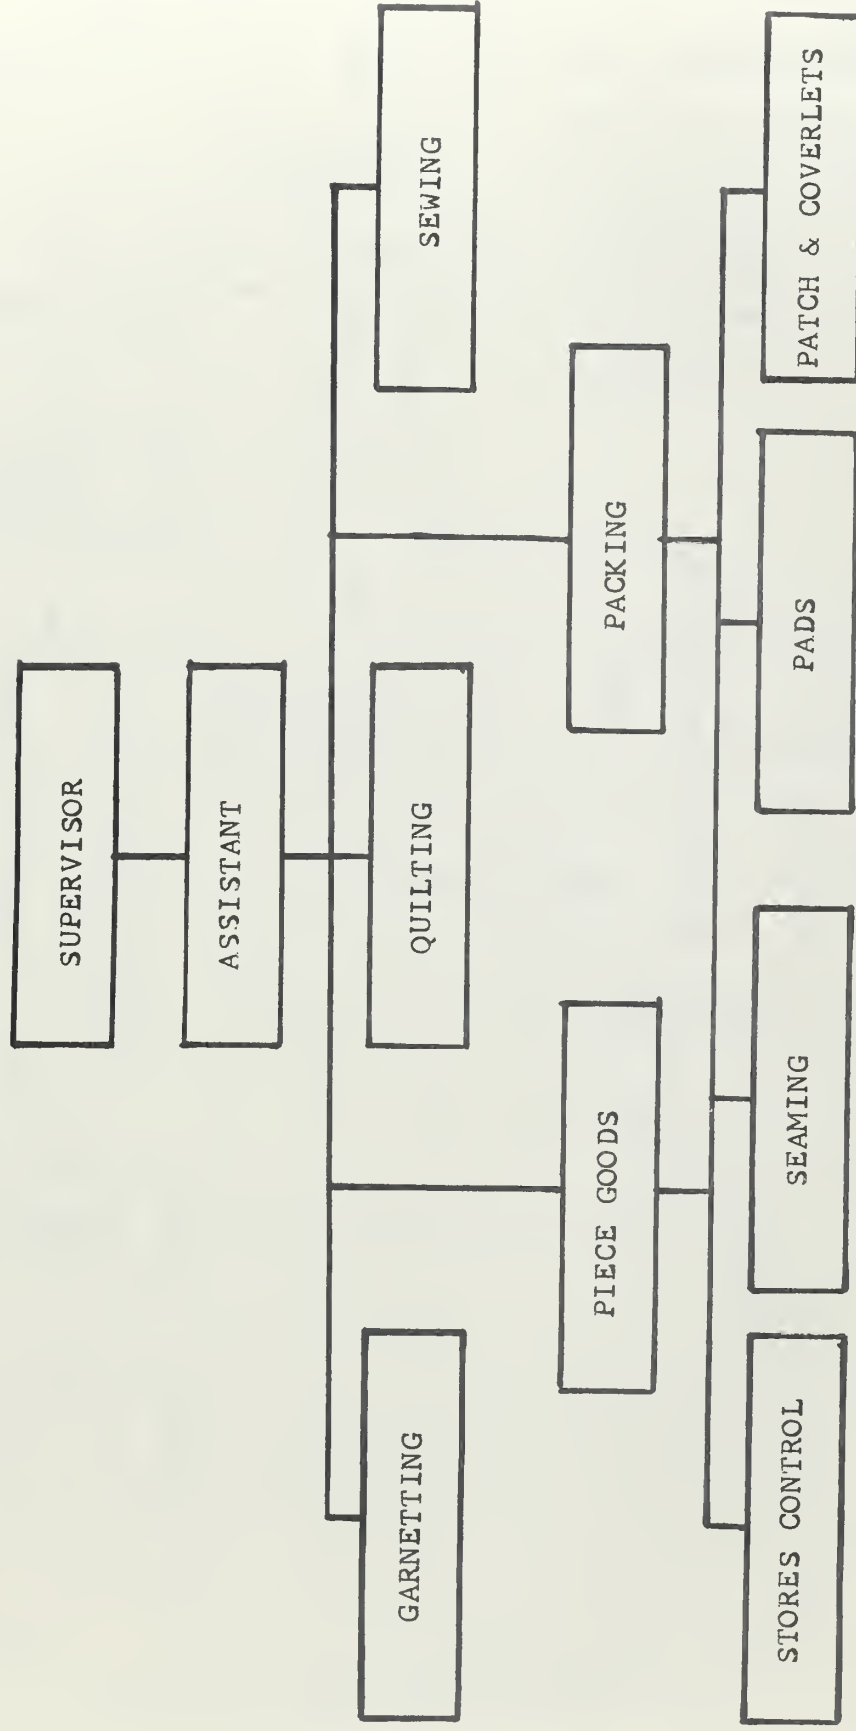 SUPERVISOR
ASSISTANT
GARNETTING
QUILTING
SEWING
PIECE GOODS
PACKING
STORES CONTROL
SEAMING
PADS
PATCH & COVERLETS